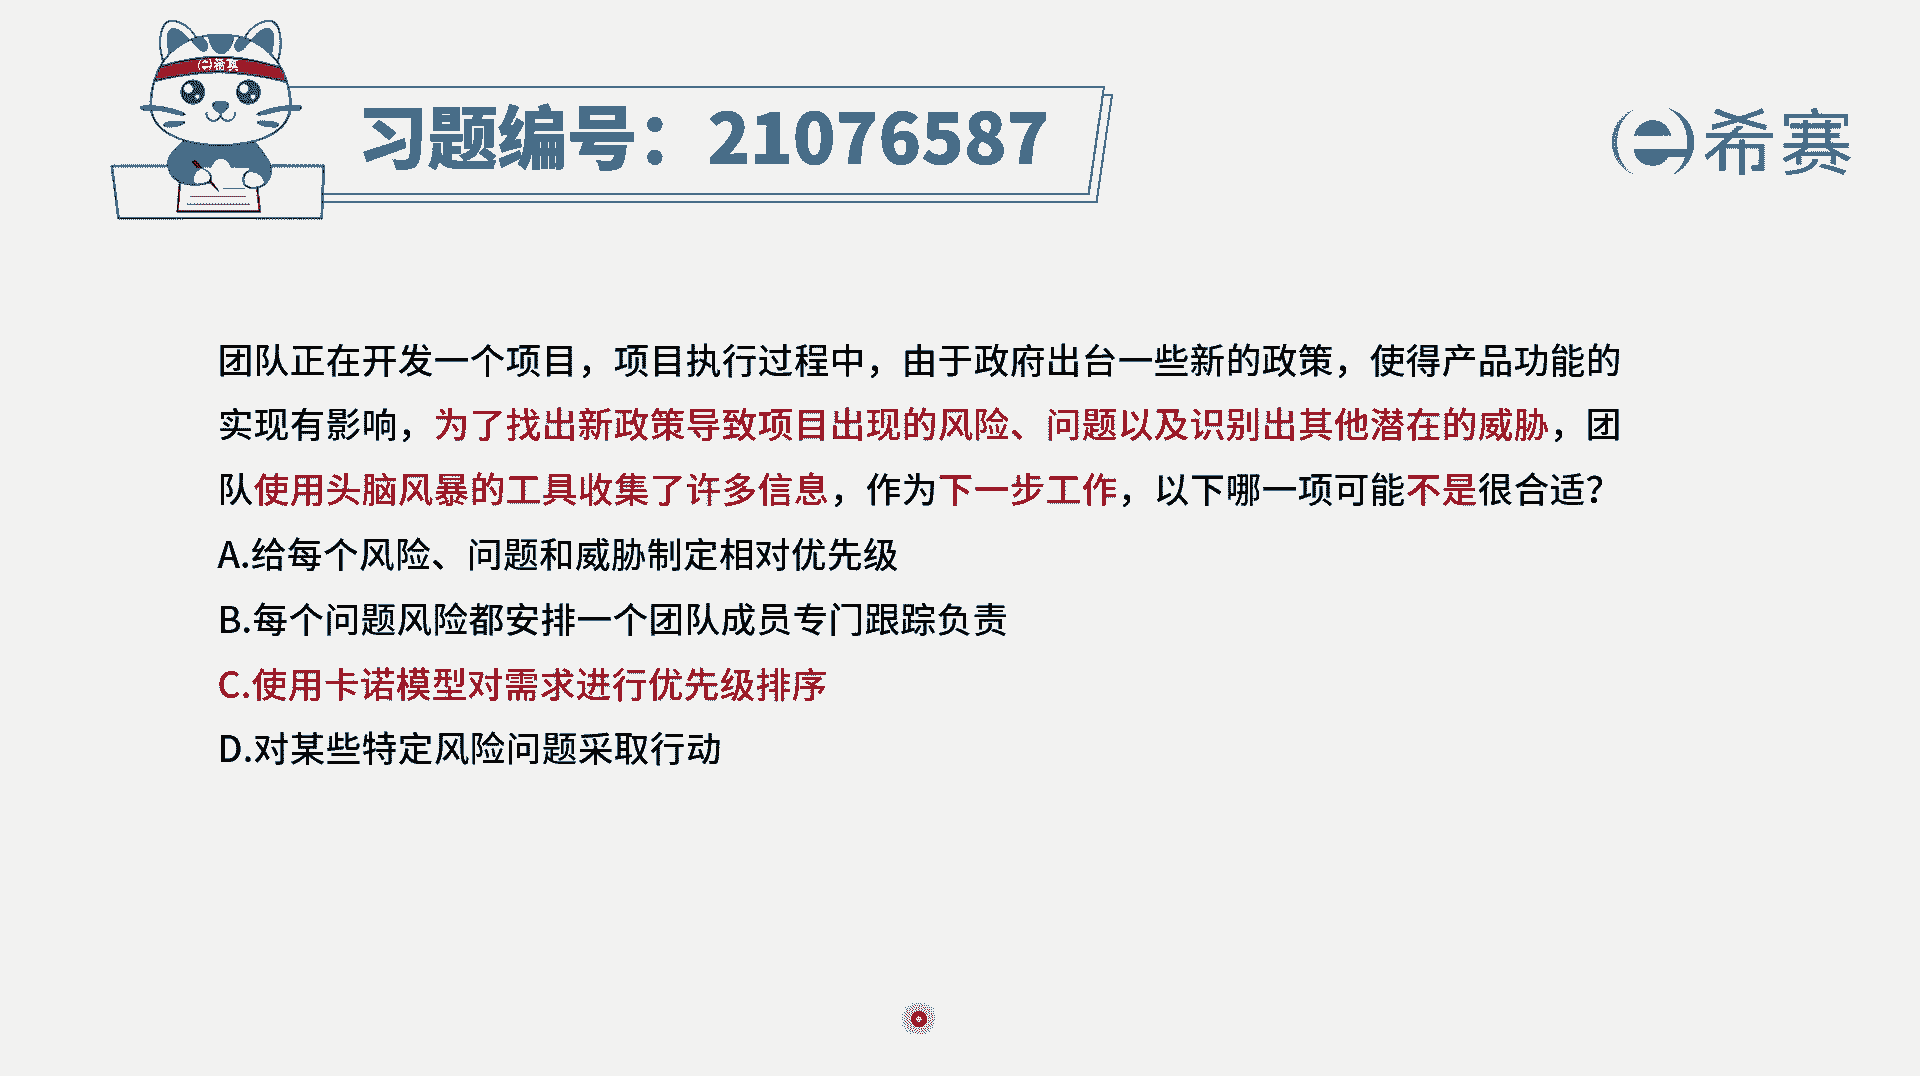 希赛
习题编号：21076587
希赛
团队正在开发一个项目，项目执行过程中，由于政府出台一些新的政策，使得产品功能的
实现有影响，为了找出新政策导致项目出现的风险、问题以及识别出其他潜在的威胁，团
队使用头脑风暴的工具收集了许多信息，作为下一步工作，以下哪一项可能不是很合适？
A.给每个风险、问题和威胁制定相对优先级
B.每个问题风险都安排一个团队成员专门跟踪负责
C.使用卡诺模型对需求进行优先级排序
D.对某些特定风险问题采取行动